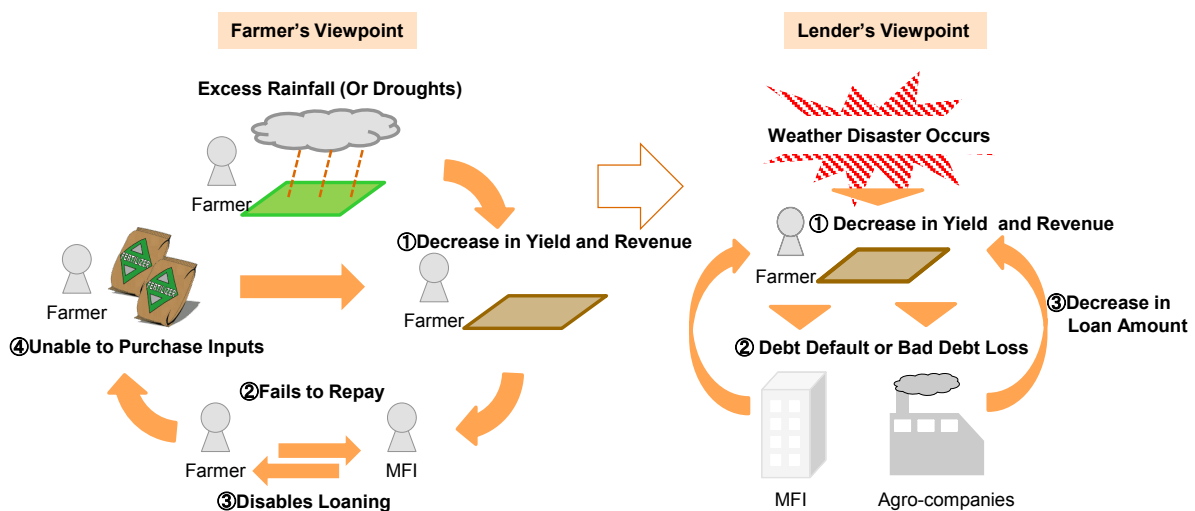 Farmer's Viewpoint
Excess Rainfall (Or Droughts)
Farmer
①Decrease in Yield and Revenue
Farmer
FERTILIZER
FERTILIZER
Farmer
④Unable to Purchase Inputs
②Fails to Repay
Farmer
MFI
③Disables Loaning
Lender's Viewpoint
Weather Disaster Occurs
① Decrease in Yield and Revenue
Farmer
③Decrease in
Loan Amount
② Debt Default or Bad Debt Loss
MFI
Agro-companies